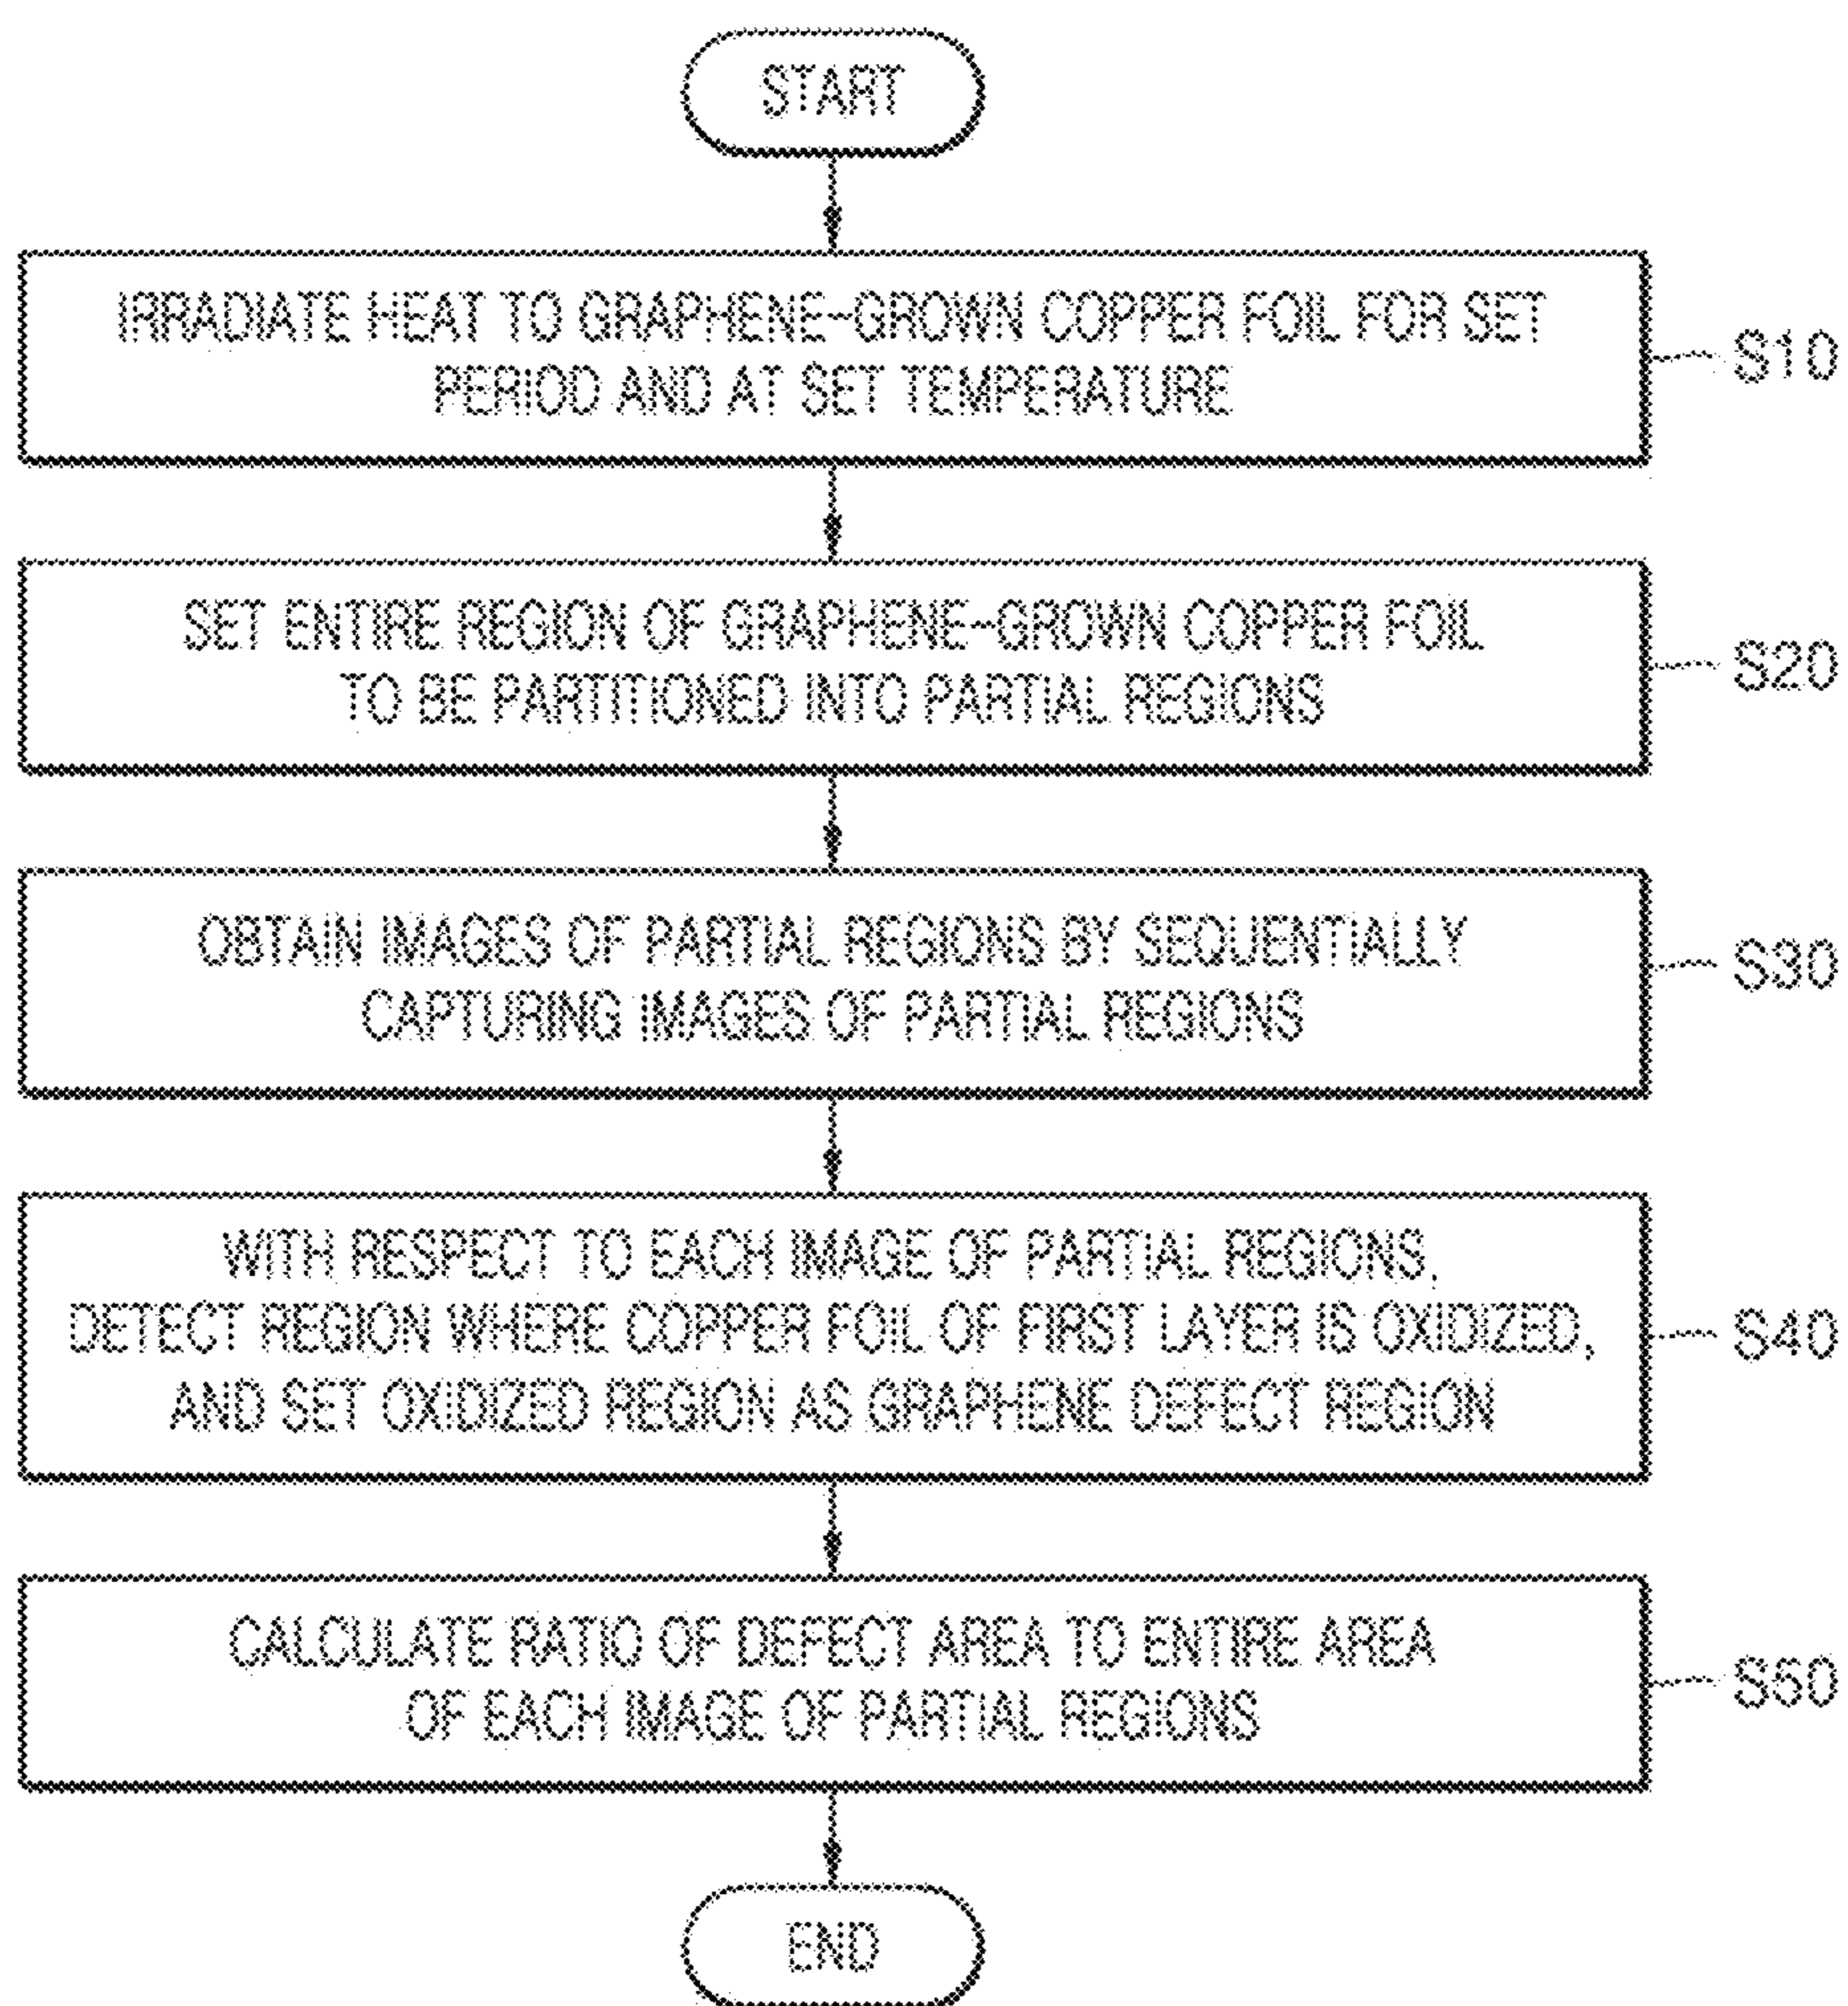 START
IRRADIATE HEAT TO GRAPHENE-GROWN COPPER FOIL FOR SET
PERIOD AND AT SET TEMPERATURE
S10
SET ENTIRE REGION OF GRAPHENE-GROWN COPPER FOIL
TO BE PARTITIONED INTO PARTIAL REGIONS
S20
OBTAIN IMAGES OF PARTIAL REGIONS BY SEQUENTIALLY
CAPTURING IMAGES OF PARTIAL REGIONS
S30
WITH RESPECT TO EACH IMAGE OF PARTIAL REGIONS,
DETECT REGION WHERE COPPER FOIL OF FIRST LAYER IS OXIDIZED,
AND SET OXIDIZED REGION AS GRAPHENE DEFECT REGION
S40
CALCULATE RATIO OF DEFECT AREA TO ENTIRE AREA
OF EACH IMAGE OF PARTIAL REGIONS
S50
END